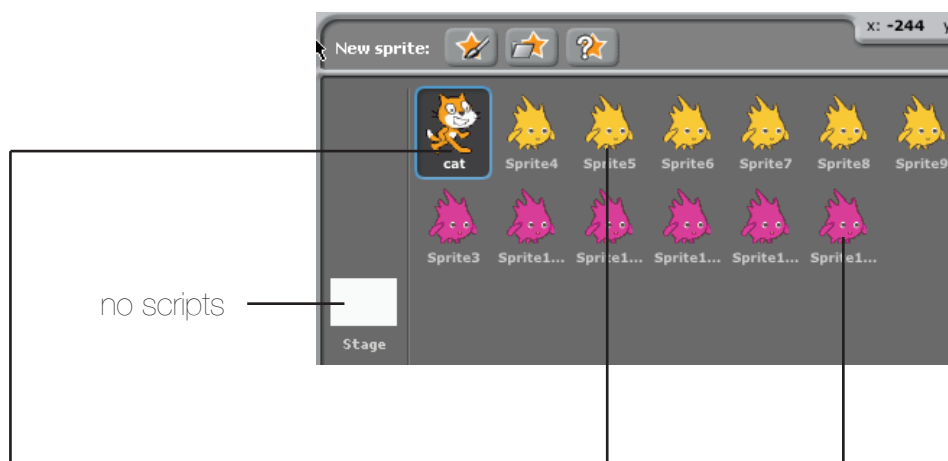 x: -244 y
New sprite:
cat Sprite4 Sprite5 Sprite6 Sprite7 Sprite8 Sprite9
Sprite3 Sprite1... Sprite1... Sprite1... Sprite1... Sprite1...
no scripts
Stage